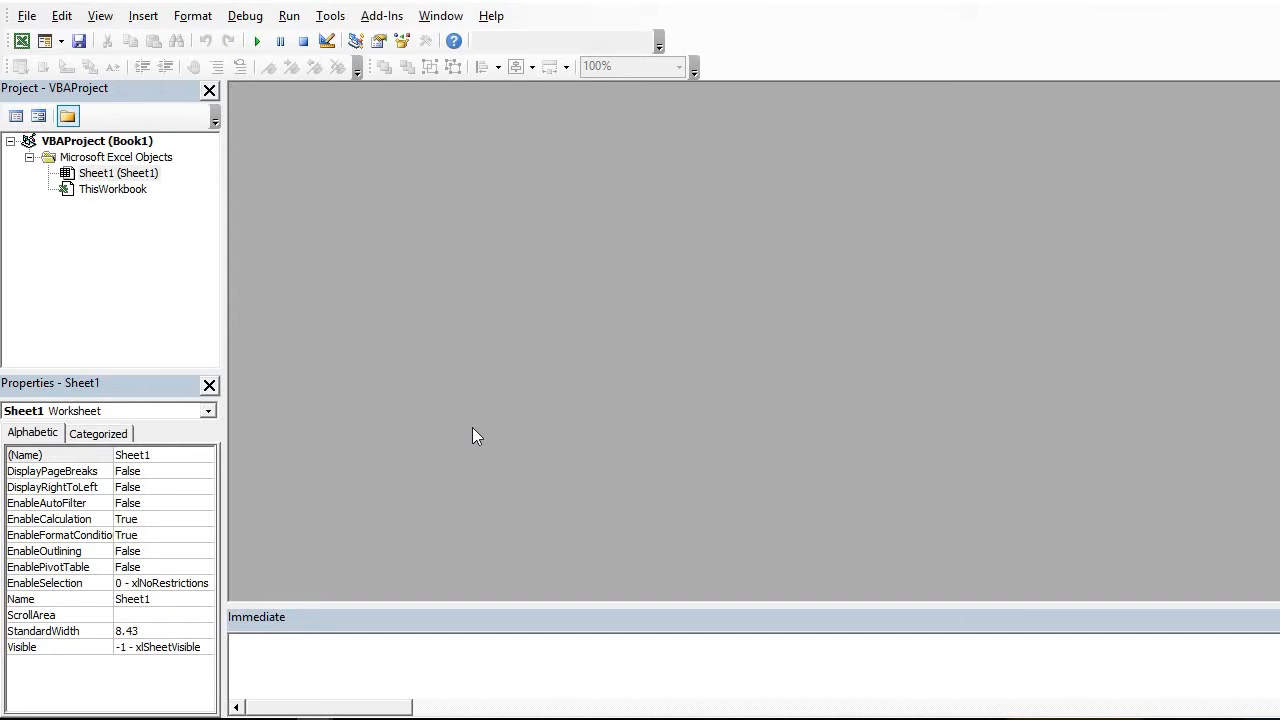 File Edit View Insert Format Debug Run Tools Add-Ins Window Help
100%
Project - VBAProject
VBAProject (Book1)
Microsoft Excel Objects
Sheet1 (Sheet1)
ThisWorkbook
Properties - Sheet1
Sheet1 Worksheet
Alphabetic Categorized
(Name) Sheet1
DisplayPageBreaks False
DisplayRightToLeft False
EnableAutoFilter False
EnableCalculation True
EnableFormatConditio True
EnableOutlining False
EnablePivotTable False
EnableSelection 0 - xlNoRestrictions
Name Sheet1
ScrollArea
StandardWidth 8.43
Visible -1 - xlSheetVisible
Immediate